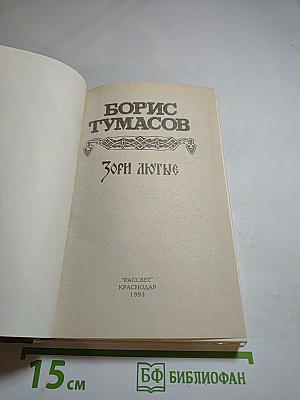 БОРИС
ТУМАСОВ
Зори лютые
"РАССВЕТ"
КРАСНОДАР
1993
15 см
БФ БИБЛИОФАН